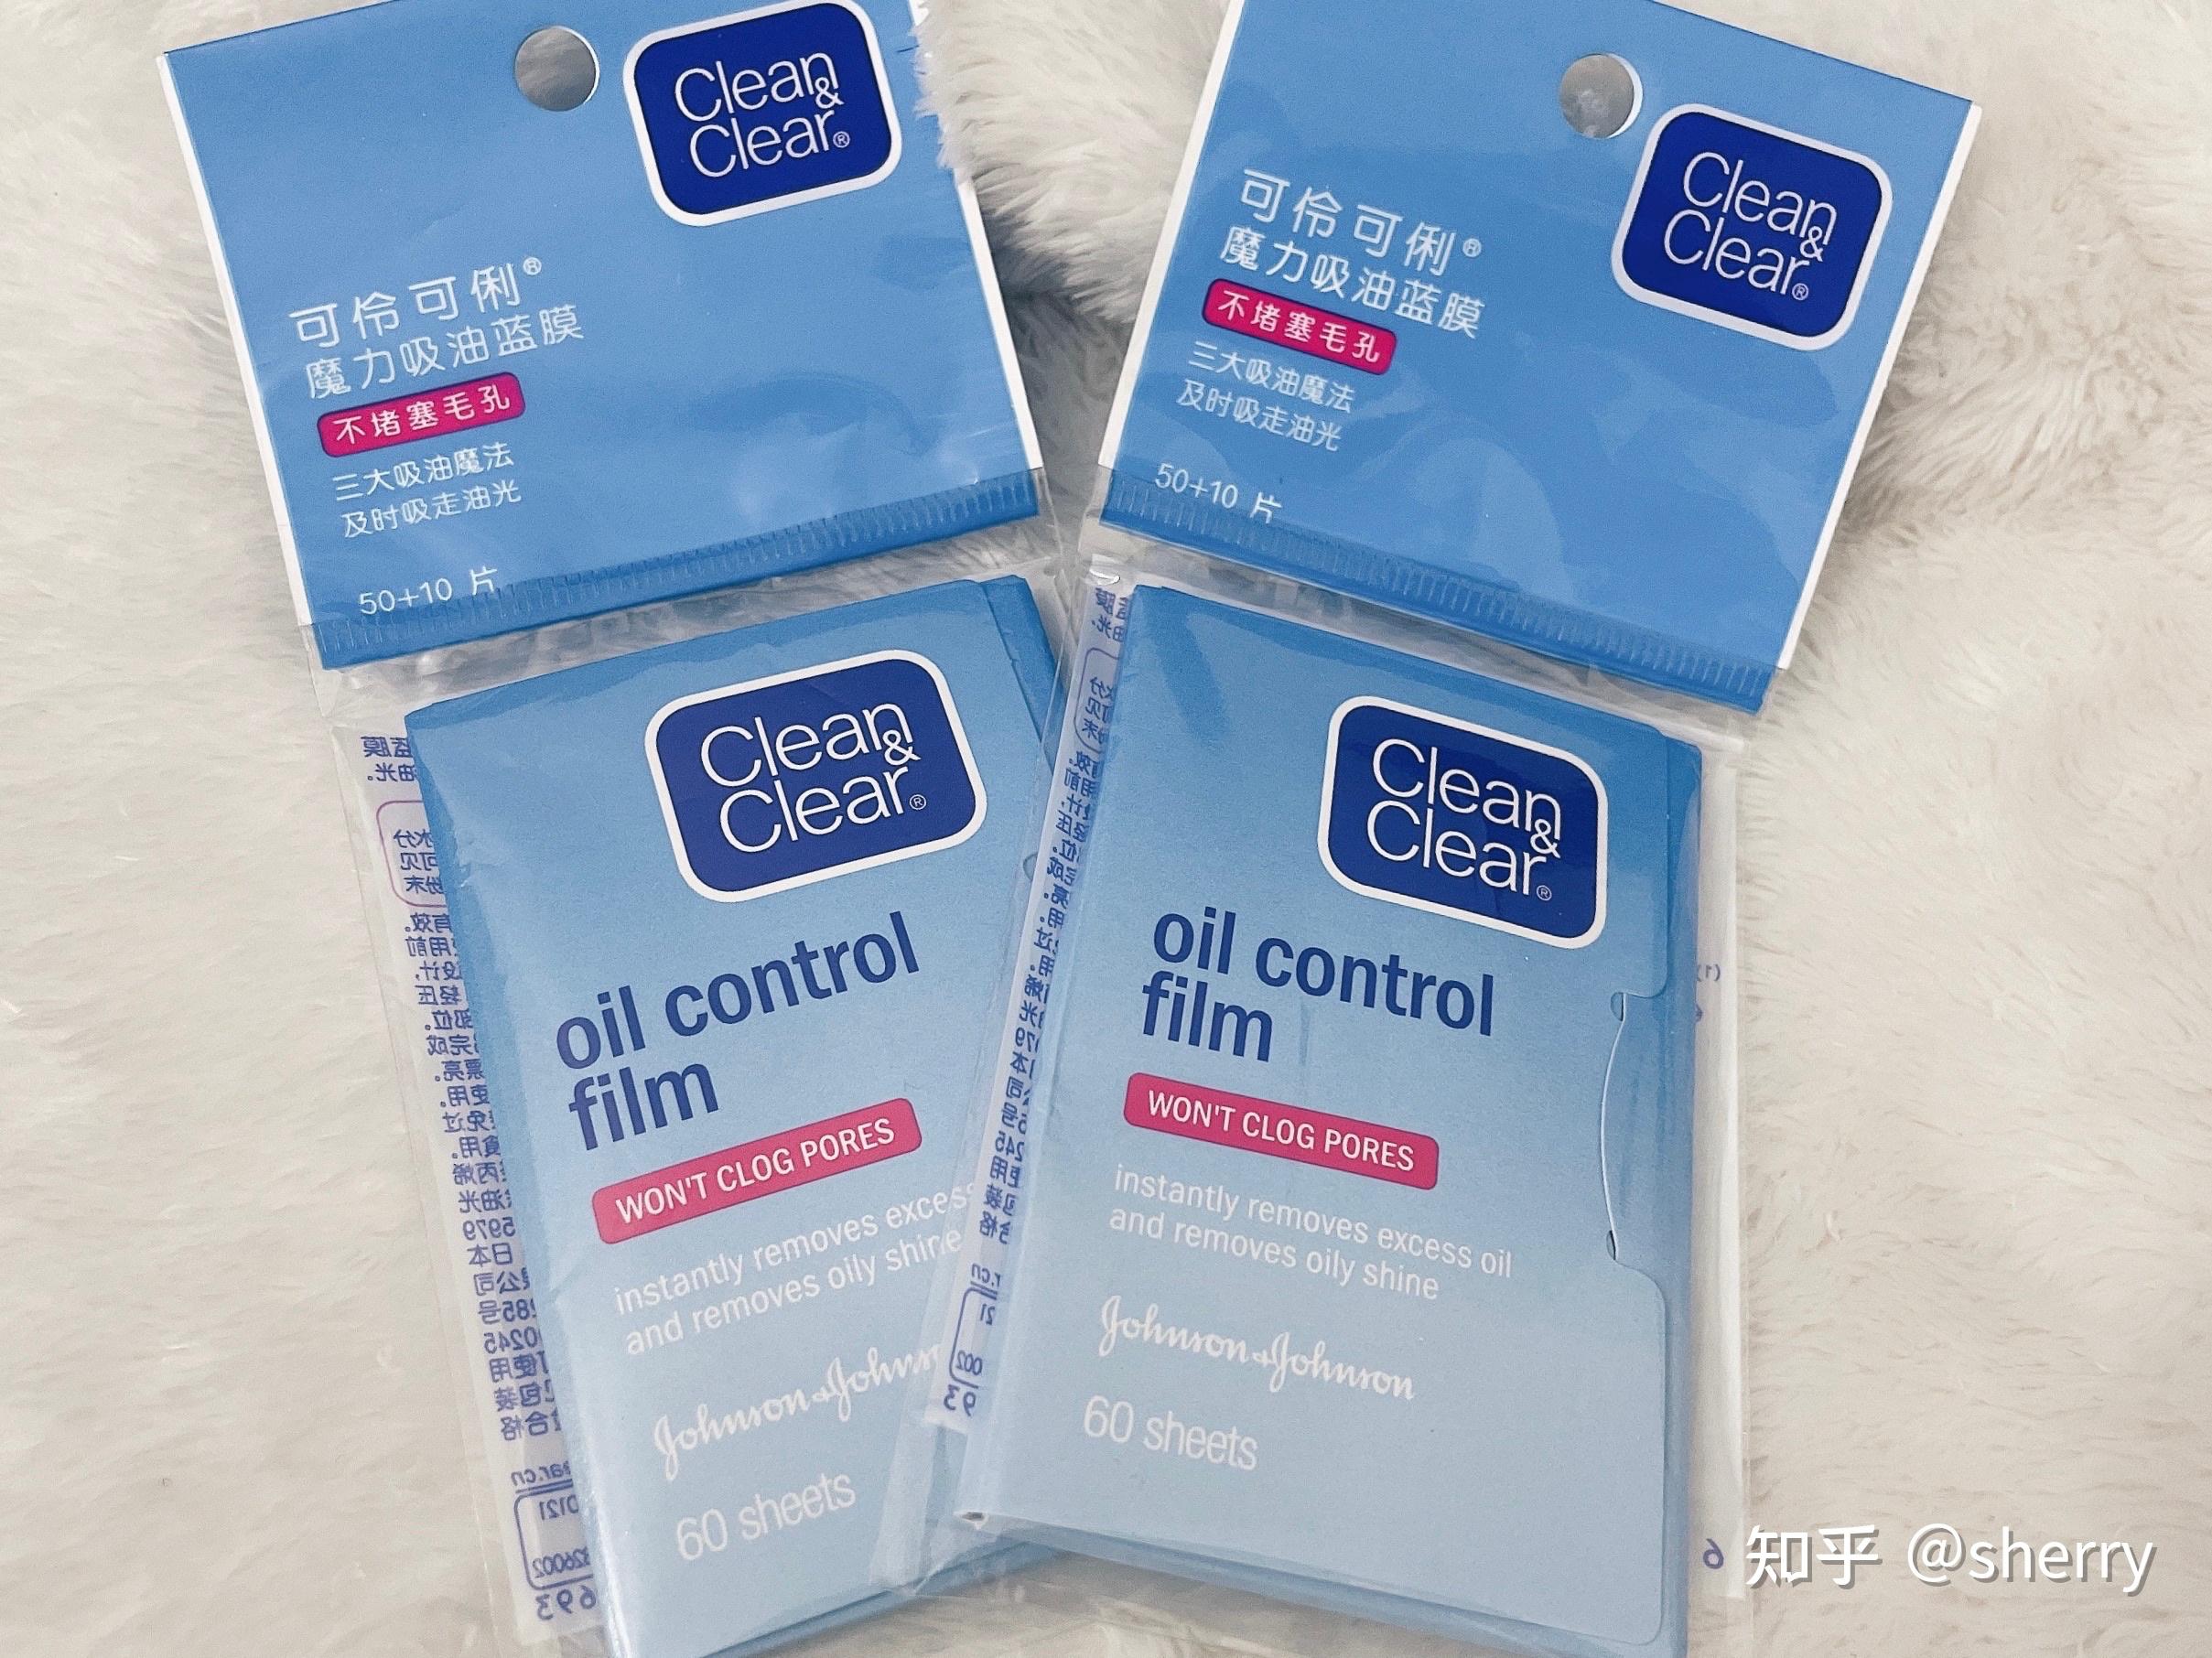 Clean
&
Clear®
可伶可俐®
魔力吸油蓝膜
不堵塞毛孔
三大吸油魔法
及时吸走油光
50+10 片
Clean
&
Clear®
可伶可俐®
魔力吸油蓝膜
不堵塞毛孔
三大吸油魔法
及时吸走油光
50+10 片
Clean
&
Clear®
oil control
film
WON'T CLOG PORES
instantly removes excess
and removes oily shine
Johnson & Johnson
60 sheets
Clean
&
Clear®
oil control
film
WON'T CLOG PORES
instantly removes excess oil
and removes oily shine
Johnson & Johnson
60 sheets
知乎 @sherry